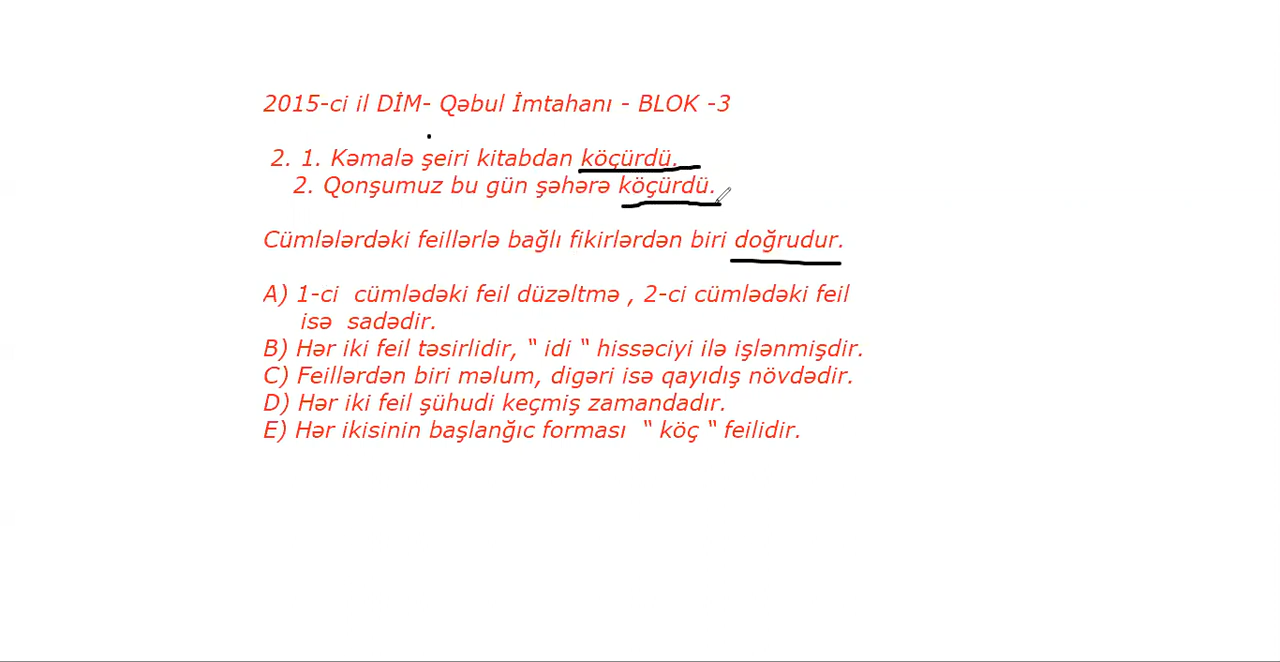 2015-ci il DİM- Qəbul İmtahanı - BLOK -3
2. 1. Kəmalə şeiri kitabdan köçürdü.
2. Qonşumuz bu gün şəhərə köçürdü.
Cümlələrdəki feillərlə bağlı fikirlərdən biri doğrudur.
A) 1-ci cümlədəki feil düzəltmə , 2-ci cümlədəki feil
isə sadədir.
B) Hər iki feil təsirlidir, “ idi “ hissəciyi ilə işlənmişdir.
C) Feillərdən biri məlum, digəri isə qayıdış növdədir.
D) Hər iki feil şühudi keçmiş zamandadır.
E) Hər ikisinin başlanğıc forması “ köç “ feilidir.